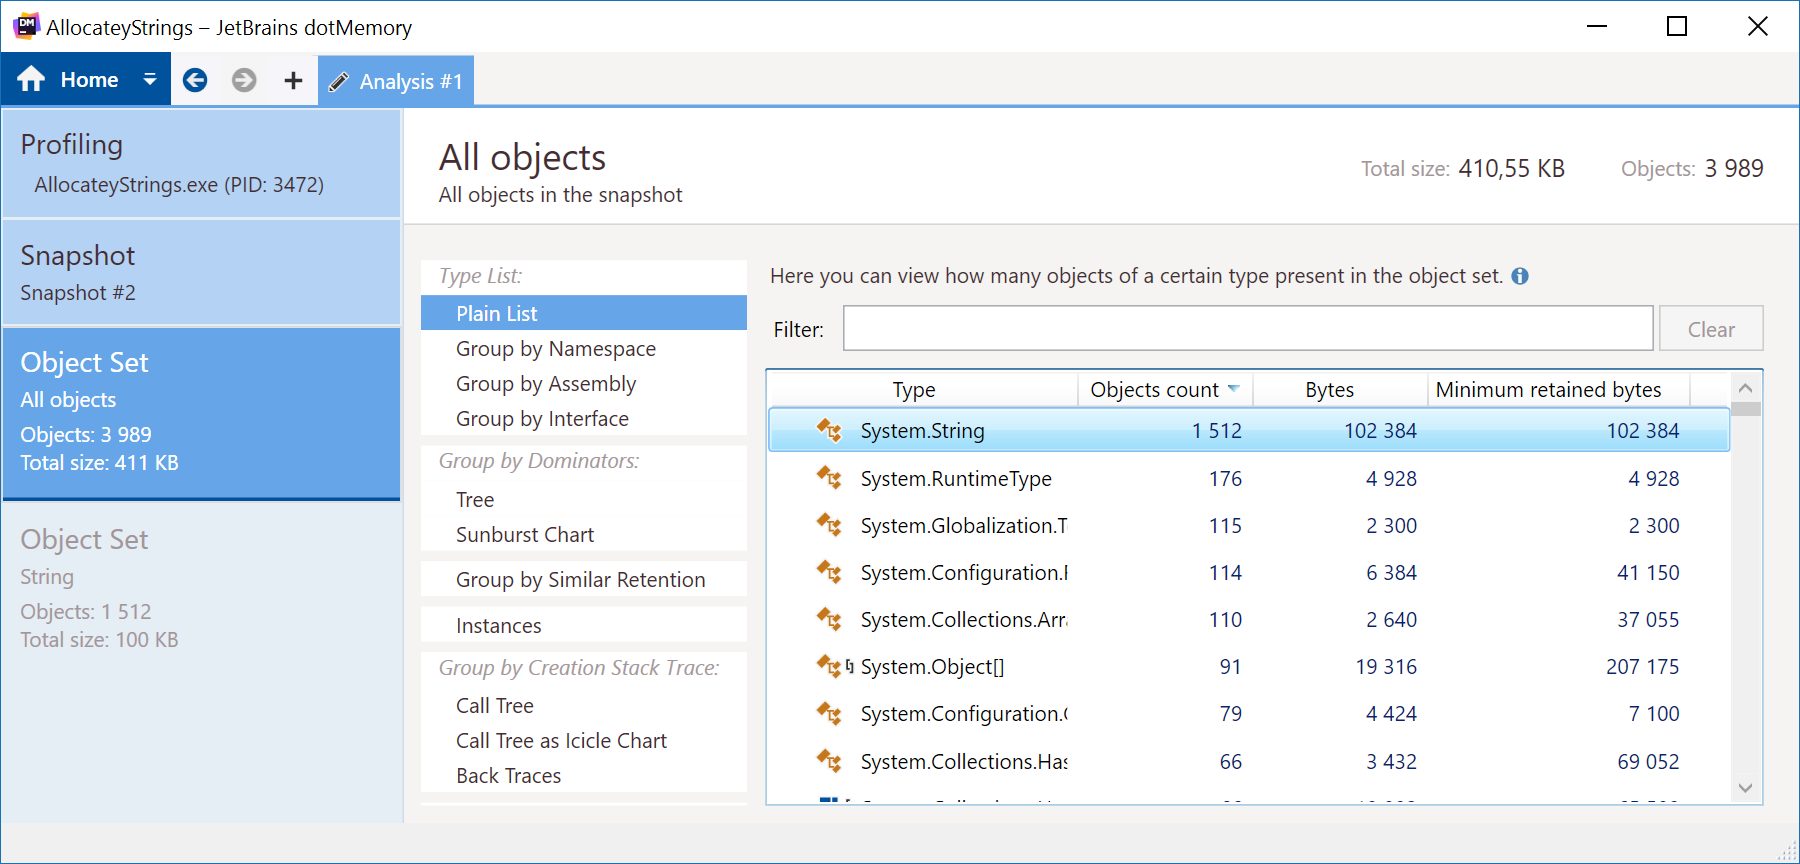 DM
AllocateyStrings – JetBrains dotMemory
Home
Analysis #1
Profiling
AllocateyStrings.exe (PID: 3472)
Snapshot
Snapshot #2
Object Set
All objects
Objects: 3 989
Total size: 411 KB
Object Set
String
Objects: 1 512
Total size: 100 KB
All objects
All objects in the snapshot
Total size: 410,55 KB Objects: 3 989
Type List:
Plain List
Group by Namespace
Group by Assembly
Group by Interface
Group by Dominators:
Tree
Sunburst Chart
Group by Similar Retention
Instances
Group by Creation Stack Trace:
Call Tree
Call Tree as Icicle Chart
Back Traces
Here you can view how many objects of a certain type present in the object set.
Filter: Clear
Type Objects count Bytes Minimum retained bytes
System.String 1 512 102 384 102 384
System.RuntimeType 176 4 928 4 928
System.Globalization.T 115 2 300 2 300
System.Configuration. 114 6 384 41 150
System.Collections.Arra 110 2 640 37 055
System.Object[] 91 19 316 207 175
System.Configuration. 79 4 424 7 100
System.Collections.Has 66 3 432 69 052